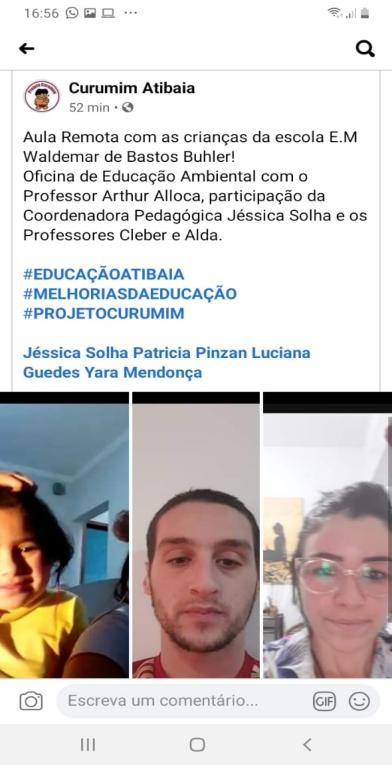 16:56
Curumim Atibaia
52 min
Aula Remota com as crianças da escola E.M
Waldemar de Bastos Buhler!
Oficina de Educação Ambiental com o
Professor Arthur Alloca, participação da
Coordenadora Pedagógica Jéssica Solha e os
Professores Cleber e Alda.
#EDUCAÇÃOATIBAIA
#MELHORIASDAEDUCAÇÃO
#PROJETOCURUMIM
Jéssica Solha Patricia Pinzan Luciana
Guedes Yara Mendonça
Escreva um comentário...
GIF